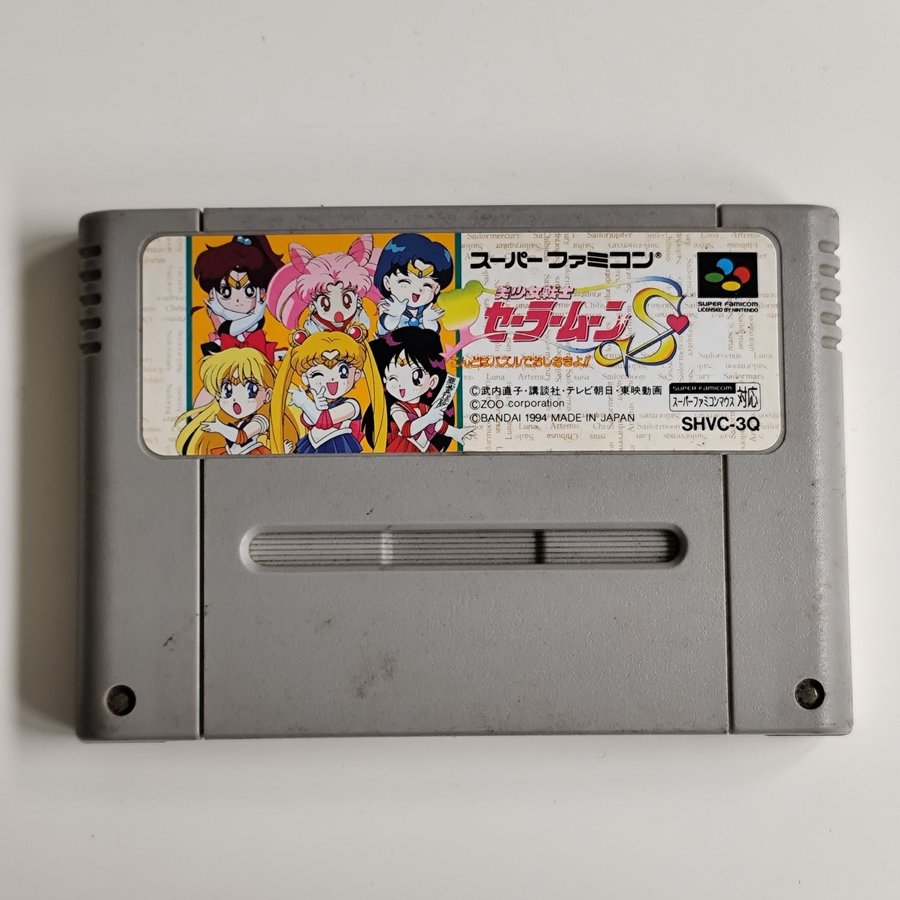 スーパーファミコン®
美少女戦士
セーラームーンS
こんどはパズルでおしおきよ!
SUPER FAMICOM
LICENSED BY NINTENDO
©武内直子・講談社・テレビ朝日・東映動画
©ZOO corporation
©BANDAI 1994 MADE IN JAPAN
SUPER FAMICOM
スーパーファミコンマウス対応
SHVC-3Q